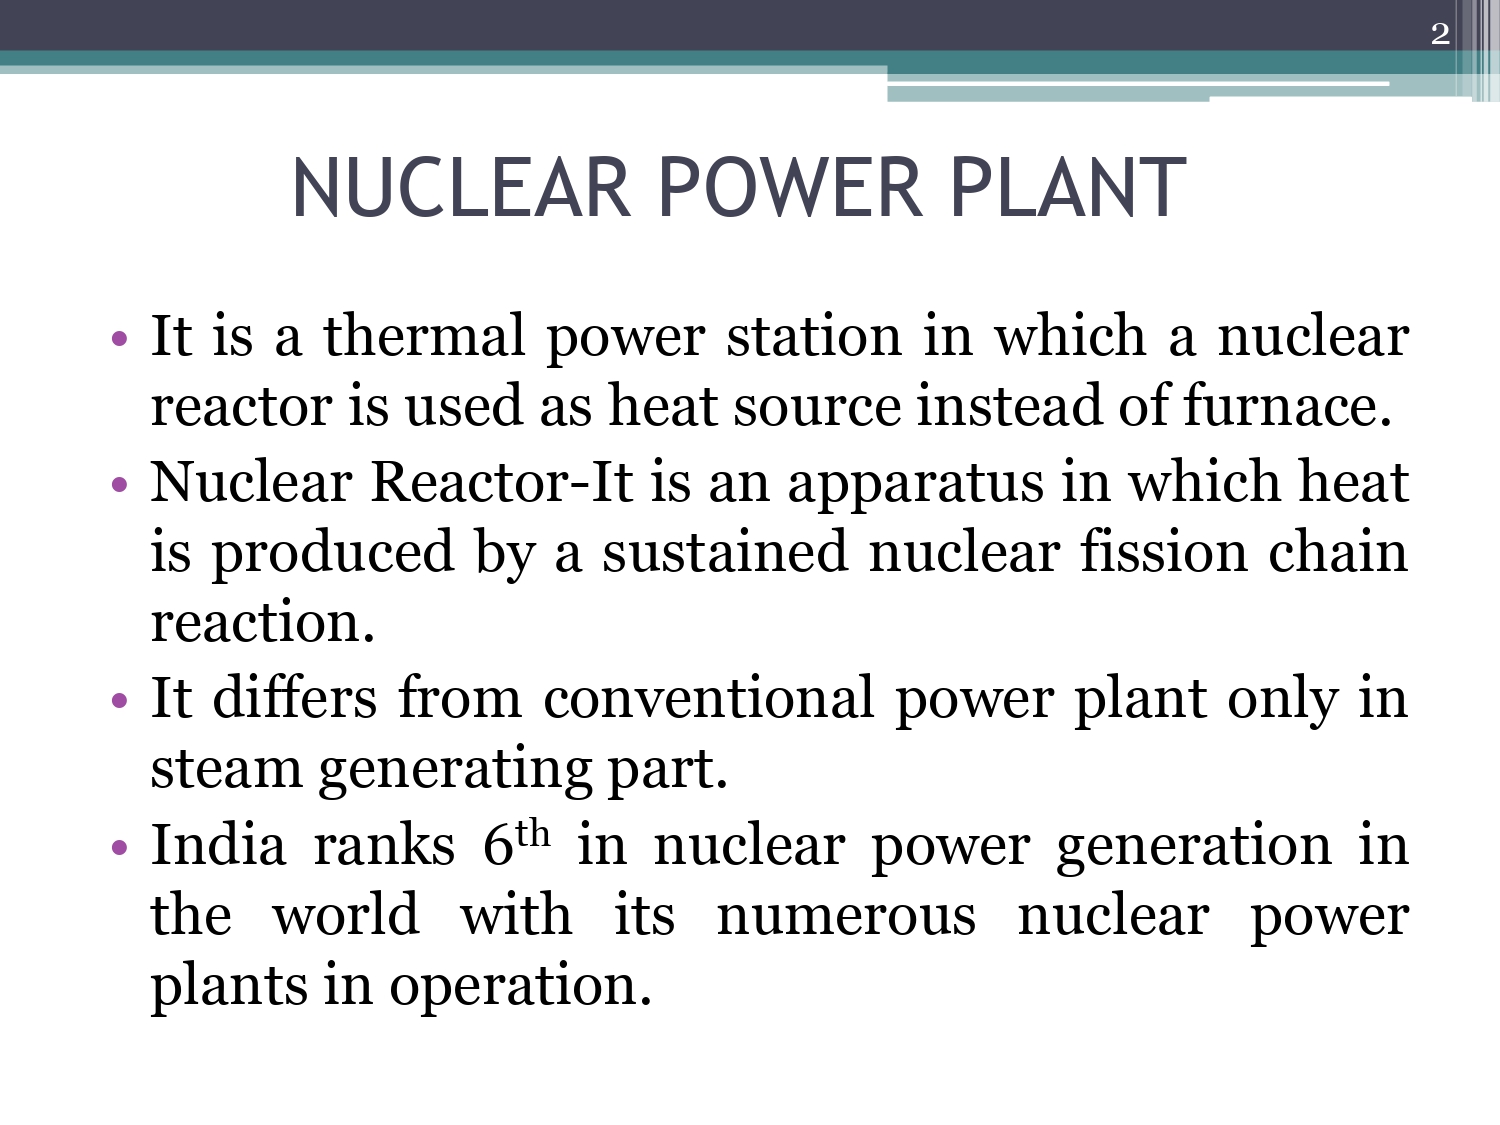 2
NUCLEAR POWER PLANT
• It is a thermal power station in which a nuclear
reactor is used as heat source instead of furnace.
• Nuclear Reactor-It is an apparatus in which heat
is produced by a sustained nuclear fission chain
reaction.
• It differs from conventional power plant only in
steam generating part.
• India ranks 6th in nuclear power generation in
the world with its numerous nuclear power
plants in operation.